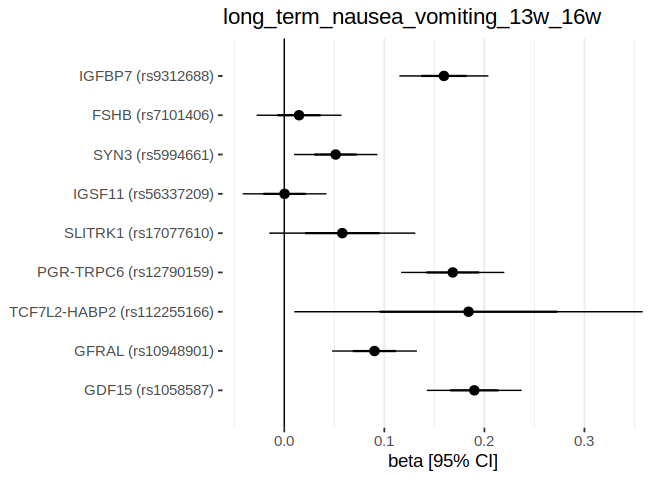 long_term_nausea_vomiting_13w_16w
IGFBP7 (rs9312688)
FSHB (rs7101406)
SYN3 (rs5994661)
IGSF11 (rs56337209)
SLITRK1 (rs17077610)
PGR-TRPC6 (rs12790159)
TCF7L2-HABP2 (rs112255166)
GFRAL (rs10948901)
GDF15 (rs1058587)
0.0 0.1 0.2 0.3
beta [95% CI]